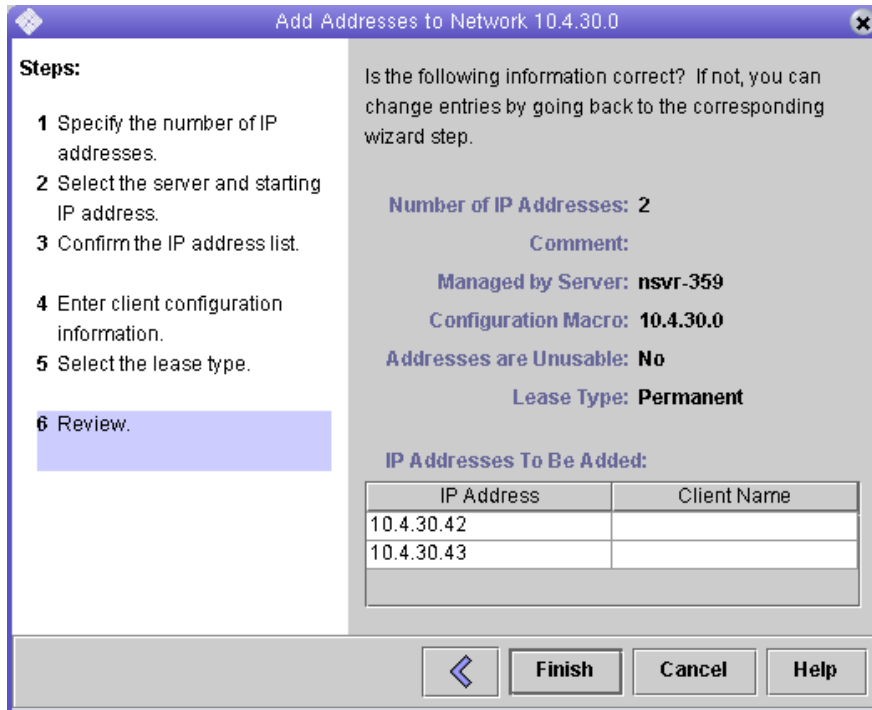 Add Addresses to Network 10.4.30.0
Steps:
1 Specify the number of IP
addresses.
2 Select the server and starting
IP address.
3 Confirm the IP address list.
4 Enter client configuration
information.
5 Select the lease type.
6 Review.
Is the following information correct? If not, you can
change entries by going back to the corresponding
wizard step.
Number of IP Addresses: 2
Comment:
Managed by Server: nsvr-359
Configuration Macro: 10.4.30.0
Addresses are Unusable: No
Lease Type: Permanent
IP Addresses To Be Added:
IP Address Client Name
10.4.30.42
10.4.30.43
Finish Cancel Help